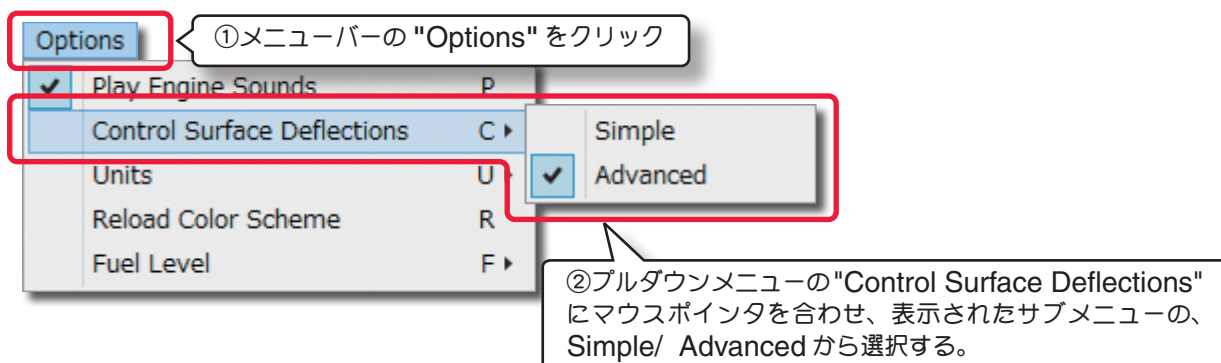 Options
①メニューバーの "Options" をクリック
Play Engine Sounds P
Control Surface Deflections C
Simple
Units U
Advanced
Reload Color Scheme R
Fuel Level F
②プルダウンメニューの"Control Surface Deflections"
にマウスポインタを合わせ、表示されたサブメニューの、
Simple/ Advanced から選択する。